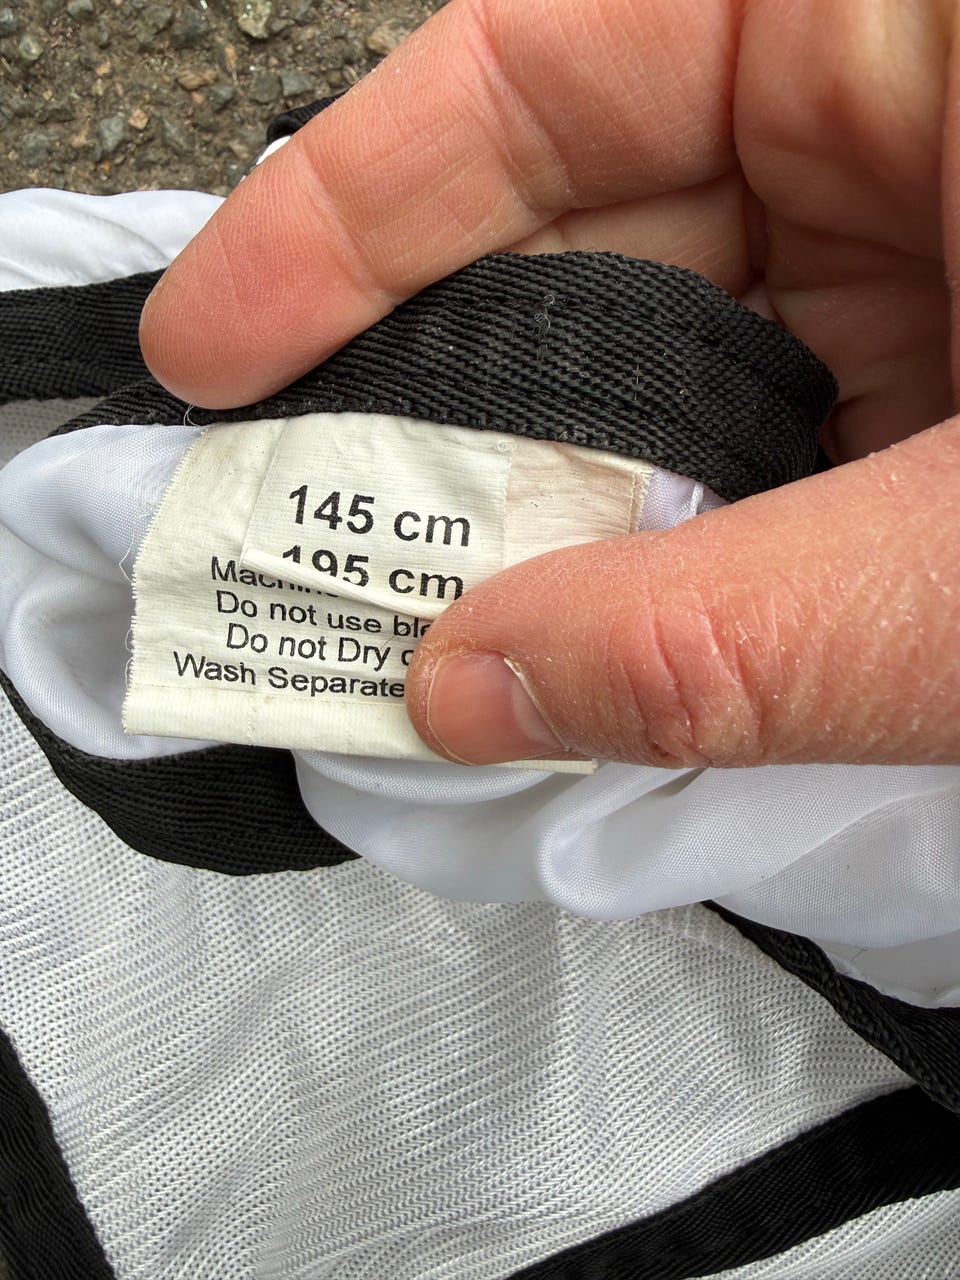 145 cm
195 cm
Do not use
Do not Dry
Wash Separate